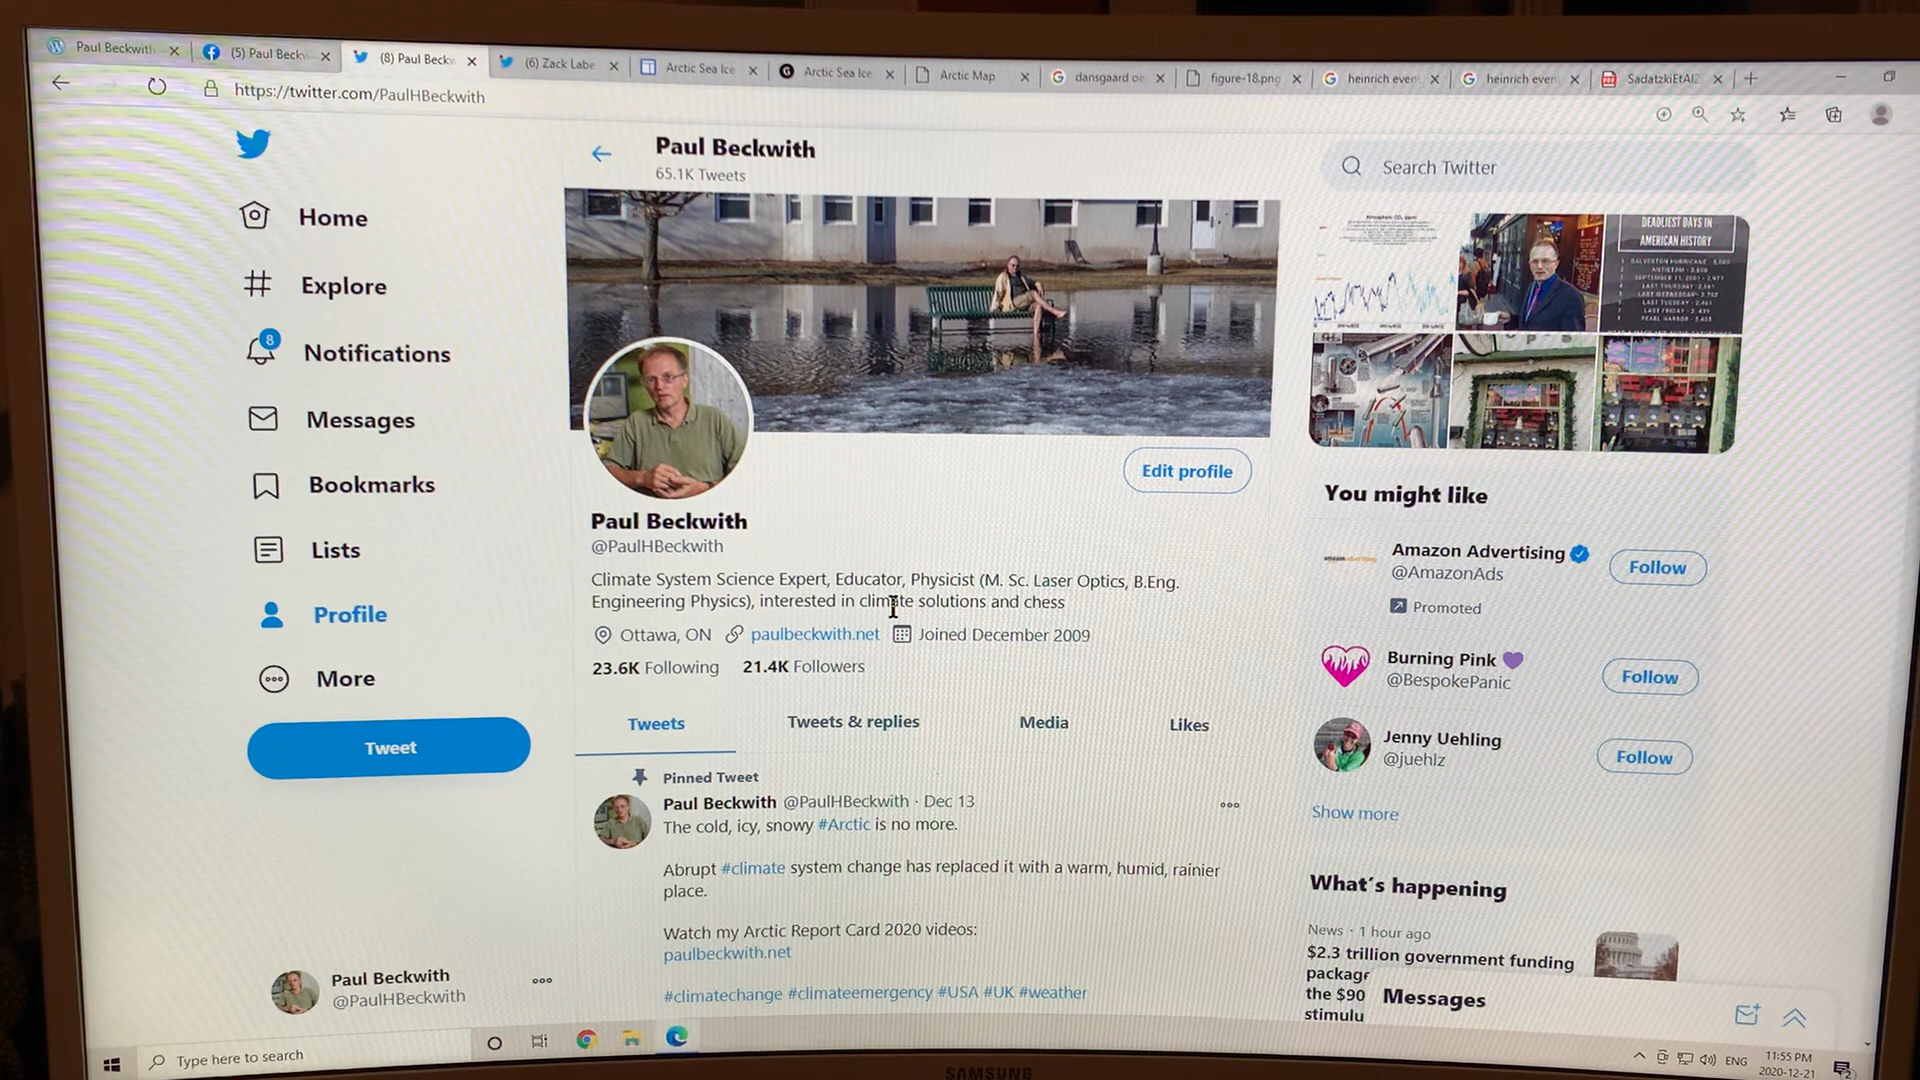 Paul Beckwith
(5) Paul Beckw
(8) Paul Beckw
(6) Zack Labe
Arctic Sea Ice
Arctic Sea Ice
Arctic Map
dansgaard oe
figure-18.png
heinrich event
heinrich even
SadatzkiEtAl2
https://twitter.com/PaulHBeckwith
Home
Explore
8
Notifications
Messages
Bookmarks
Lists
Profile
More
Tweet
Paul Beckwith
@PaulHBeckwith
Paul Beckwith
65.1K Tweets
Edit profile
Paul Beckwith
@PaulHBeckwith
Climate System Science Expert, Educator, Physicist (M. Sc. Laser Optics, B.Eng.
Engineering Physics), interested in climate solutions and chess
Ottawa, ON paulbeckwith.net Joined December 2009
23.6K Following 21.4K Followers
Tweets Tweets & replies Media Likes
Pinned Tweet
Paul Beckwith @PaulHBeckwith · Dec 13
The cold, icy, snowy #Arctic is no more.
Abrupt #climate system change has replaced it with a warm, humid, rainier
place.
Watch my Arctic Report Card 2020 videos:
paulbeckwith.net
#climatechange #climateemergency #USA #UK #weather
Search Twitter
DEADLIEST DAYS IN
AMERICAN HISTORY
You might like
Amazon Advertising
@AmazonAds
Promoted
Follow
Burning Pink
@BespokePanic
Follow
Jenny Uehling
@juehlz
Follow
Show more
What's happening
News · 1 hour ago
$2.3 trillion government funding
package
the $90
stimulu
Messages
Type here to search
ENG
11:55 PM
2020-12-21
2
SAMSUNG